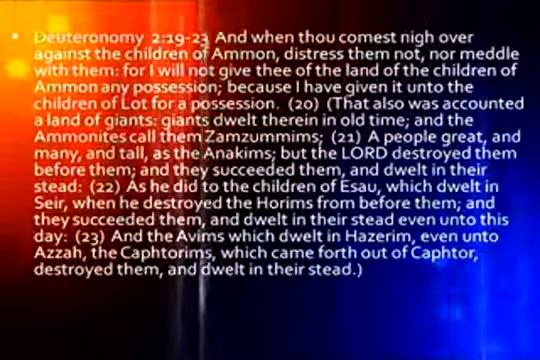 • Deuteronomy 2:19-23 And when thou comest nigh over
against the children of Ammon, distress them not, nor meddle
with them: for I will not give thee of the land of the children of
Ammon any possession; because I have given it unto the
children of Lot for a possession. (20) (That also was accounted
a land of giants: giants dwelt therein in old time; and the
Ammonites call them Zamzummims; (21) A people great, and
many, and tall, as the Anakims; but the LORD destroyed them
before them; and they succeeded them, and dwelt in their
stead: (22) As he did to the children of Esau, which dwelt in
Seir, when he destroyed the Horims from before them; and
they succeeded them, and dwelt in their stead even unto this
day: (23) And the Avims which dwelt in Hazerim, even unto
Azzah, the Caphtorims, which came forth out of Caphtor,
destroyed them, and dwelt in their stead.)